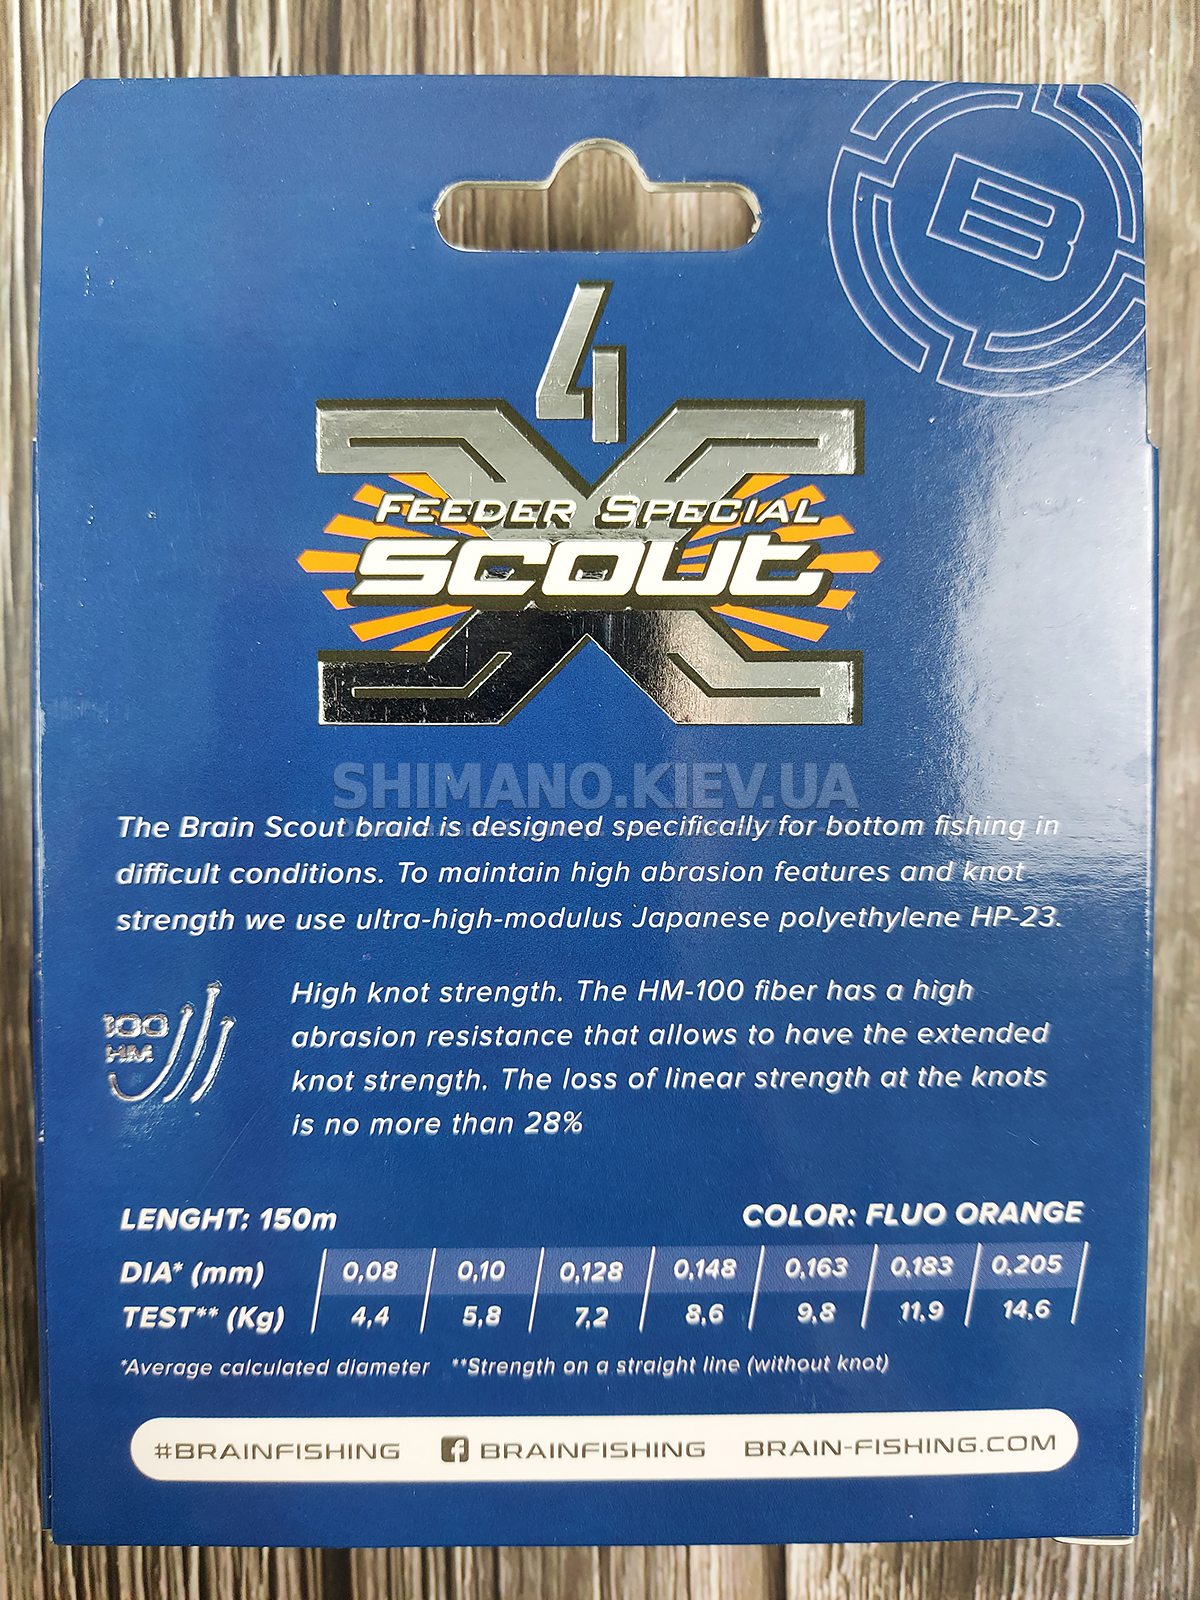 B
4
X
FEEDER SPECIAL
scout
SHIMANO.KIEV.UA
The Brain Scout braid is designed specifically for bottom fishing in
difficult conditions. To maintain high abrasion features and knot
strength we use ultra-high-modulus Japanese polyethylene HP-23.
100
HM
High knot strength. The HM-100 fiber has a high
abrasion resistance that allows to have the extended
knot strength. The loss of linear strength at the knots
is no more than 28%
LENGHT: 150m COLOR: FLUO ORANGE
DIA* (mm) 0,08 0,10 0,128 0,148 0,163 0,183 0,205
TEST** (Kg) 4,4 5,8 7,2 8,6 9,8 11,9 14,6
*Average calculated diameter **Strength on a straight line (without knot)
#BRAINFISHING f BRAINFISHING BRAIN-FISHING.COM